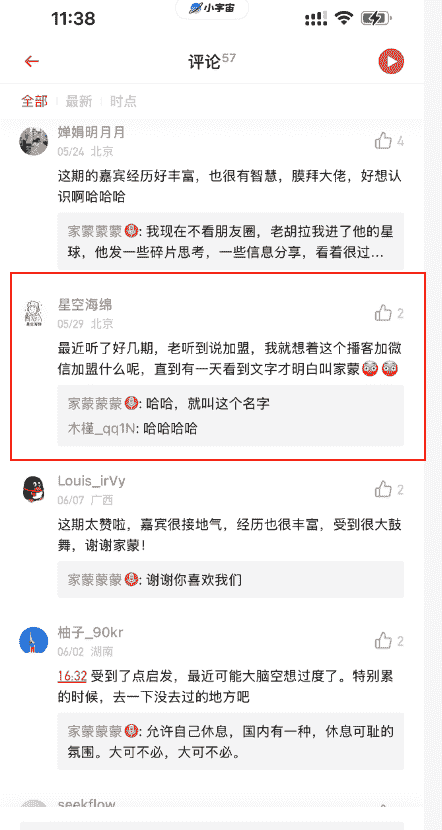 11:38
小宇宙
评论57
全部 最新 时点
婵娟明月月
05/24 北京
4
这期的嘉宾经历好丰富，也很有智慧，膜拜大佬，好想认
识啊哈哈哈
家蒙蒙蒙: 我现在不看朋友圈，老胡拉我进了他的星
球，他发一些碎片思考，一些信息分享，看着很过...
星空海绵
05/29 北京
2
最近听了好几期，老听到说加盟，我就想着这个播客加微
信加盟什么呢，直到有一天看到文字才明白叫家蒙
家蒙蒙蒙: 哈哈，就叫这个名字
木槿_qq1N: 哈哈哈哈
Louis_irVy
06/07 广西
2
这期太赞啦，嘉宾很接地气，经历也很丰富，受到很大鼓
舞，谢谢家蒙！
家蒙蒙蒙: 谢谢你喜欢我们
柚子_90kr
06/02 湖南
2
16:32 受到了点启发，最近可能大脑空想过度了。特别累
的时候，去一下没去过的地方吧
家蒙蒙蒙: 允许自己休息，国内有一种，休息可耻的
氛围。大可不必，大可不必。
seekflow